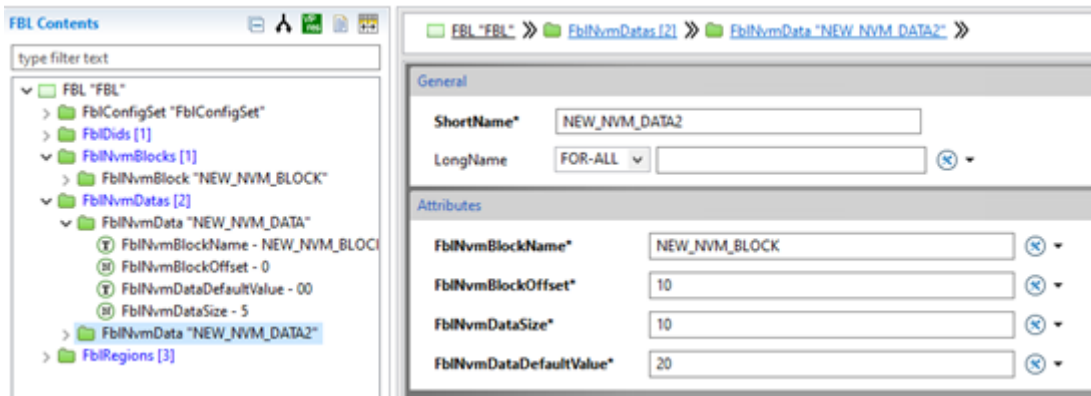 FBL Contents
type filter text
FBL "FBL"
FblConfigSet "FblConfigSet"
FblDids [1]
FblNvmBlocks [1]
FblNvmBlock "NEW_NVM_BLOCK"
FblNvmDatas [2]
FblNvmData "NEW_NVM_DATA"
FblNvmBlockName - NEW_NVM_BLOCI
FblNvmBlockOffset - 0
FblNvmDataDefaultValue - 00
FblNvmDataSize - 5
FblNvmData "NEW_NVM_DATA2"
FblRegions [3]
FBL "FBL" FblNvmDatas [2] FblNvmData "NEW_NVM_DATA2"
General
ShortName* NEW_NVM_DATA2
LongName FOR-ALL
Attributes
FblNvmBlockName* NEW_NVM_BLOCK
FblNvmBlockOffset* 10
FblNvmDataSize* 10
FblNvmDataDefaultValue* 20